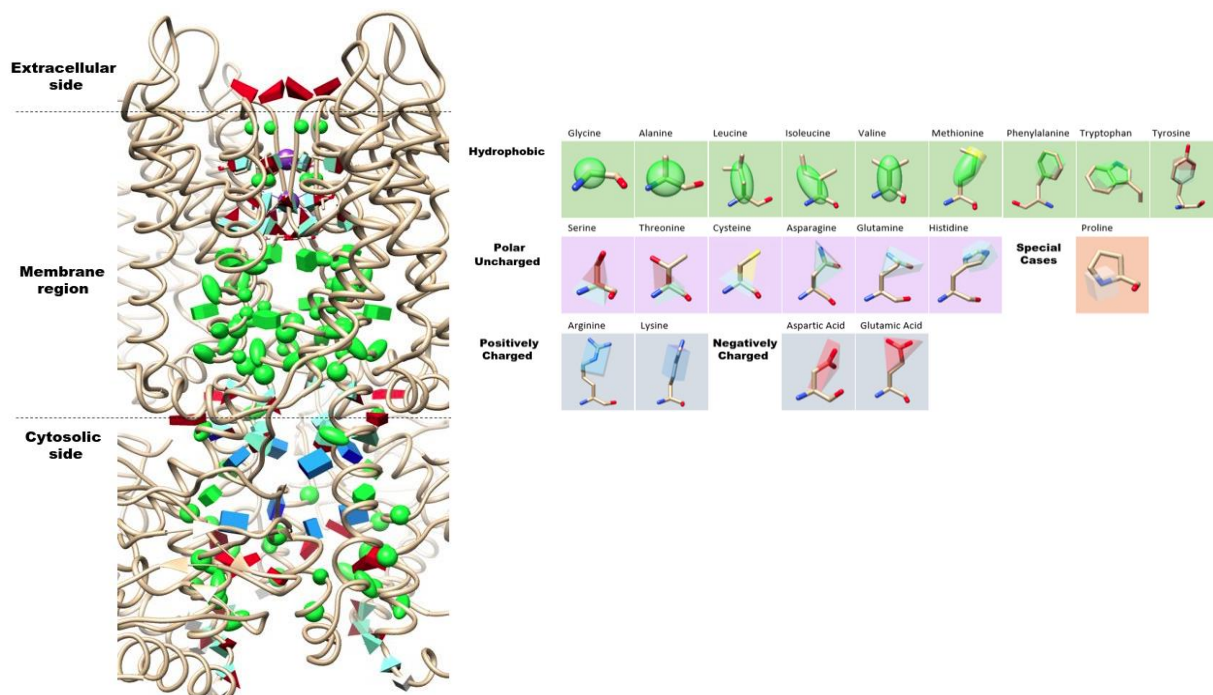 Extracellular
side
Membrane
region
Cytosolic
side
Hydrophobic
Glycine Alanine Leucine Isoleucine Valine Methionine Phenylalanine Tryptophan Tyrosine
Polar
Uncharged
Serine Threonine Cysteine Asparagine Glutamine Histidine
Special
Cases
Proline
Positively
Charged
Arginine Lysine
Negatively
Charged
Aspartic Acid Glutamic Acid